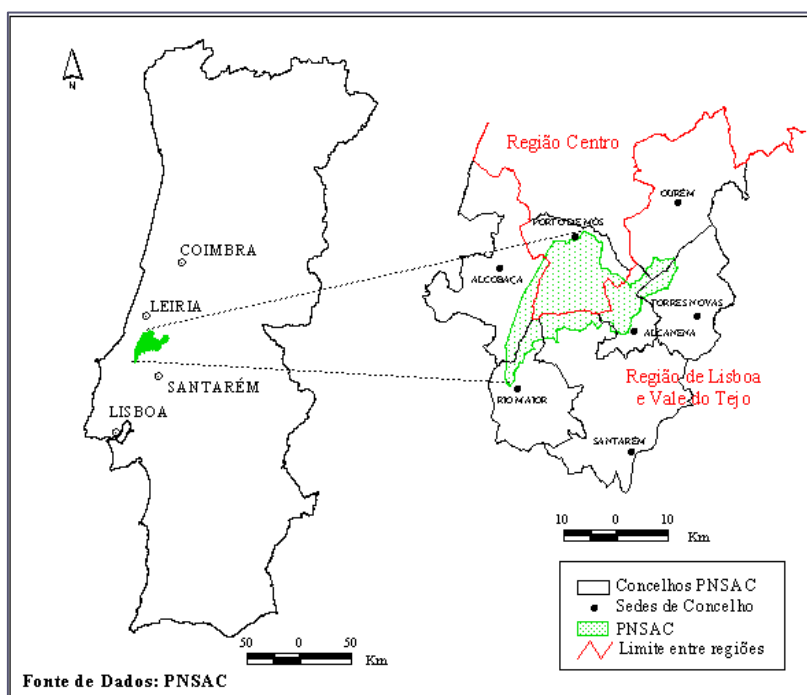 N
COIMBRA
LEIRIA
SANTARÉM
LISBOA
50 0 50
Km
Região Centro
OURÉM
PORTO DE MÓS
ALCOBAÇA
TORRES NOVAS
ALCANENA
Região de Lisboa
e Vale do Tejo
RIO MAIOR
SANTARÉM
10 0 10
Km
Concelhos PNSAC
Sedes de Concelho
PNSAC
Limite entre regiões
Fonte de Dados: PNSAC